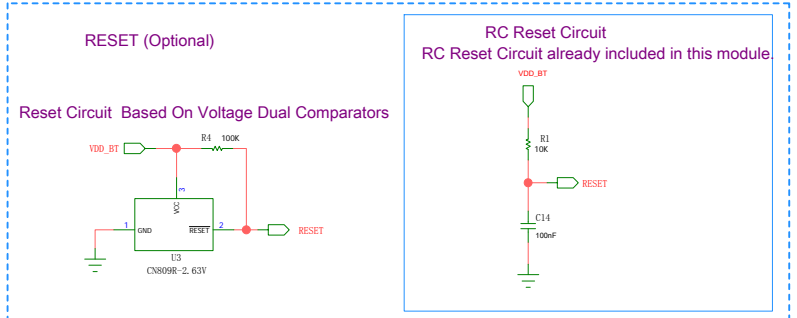 RESET (Optional)
RC Reset Circuit
RC Reset Circuit already included in this module.
VDD_BT
Reset Circuit  Based On Voltage Dual Comparators
R4 100K
VDD_BT
R1
10K
3
VCC
RESET
1 GND RESET 2
RESET
U3
CN809R-2.63V
C14
100nF